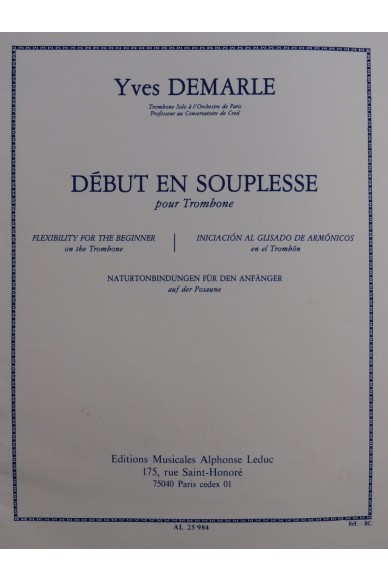 Yves DEMARLE
Trombone Solo à l'Orchestre de Paris
Professeur au Conservatoire de Creil
DÉBUT EN SOUPLESSE
pour Trombone
FLEXIBILITY FOR THE BEGINNER
on the Trombone
INICIACIÓN AL GLISADO DE ARMÓNICOS
en el Trombón
NATURTONBINDUNGEN FÜR DEN ANFÄNGER
auf der Posaune
Editions Musicales Alphonse Leduc
175, rue Saint-Honoré
75040 Paris cedex 01
AL 25 984
Réf. : BC